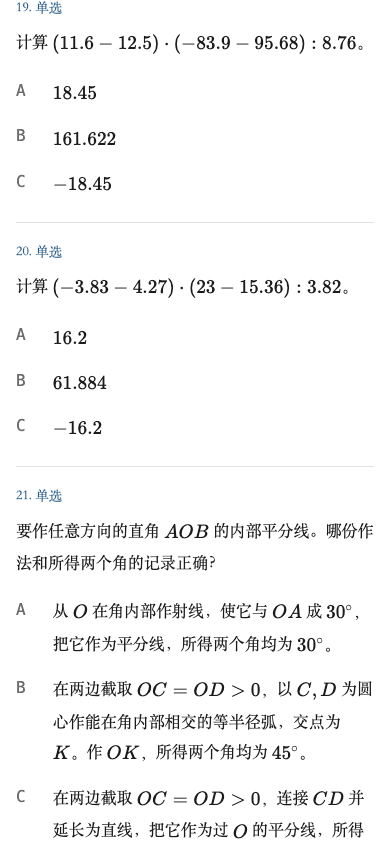 19. 单选
计算 (11.6 − 12.5) · (−83.9 − 95.68) : 8.76。
A 18.45
B 161.622
C −18.45
20. 单选
计算 (−3.83 − 4.27) · (23 − 15.36) : 3.82。
A 16.2
B 61.884
C −16.2
21. 单选
要作任意方向的直角 AOB 的内部平分线。哪份作
法和所得两个角的记录正确?
A 从 O 在角内部作射线，使它与 OA 成 30°，
把它作为平分线，所得两个角均为 30°。
B 在两边截取 OC = OD > 0，以 C, D 为圆
心作能在角内部相交的等半径弧，交点为
K。作 OK，所得两个角均为 45°。
C 在两边截取 OC = OD > 0，连接 CD 并
延长为直线，把它作为过 O 的平分线，所得